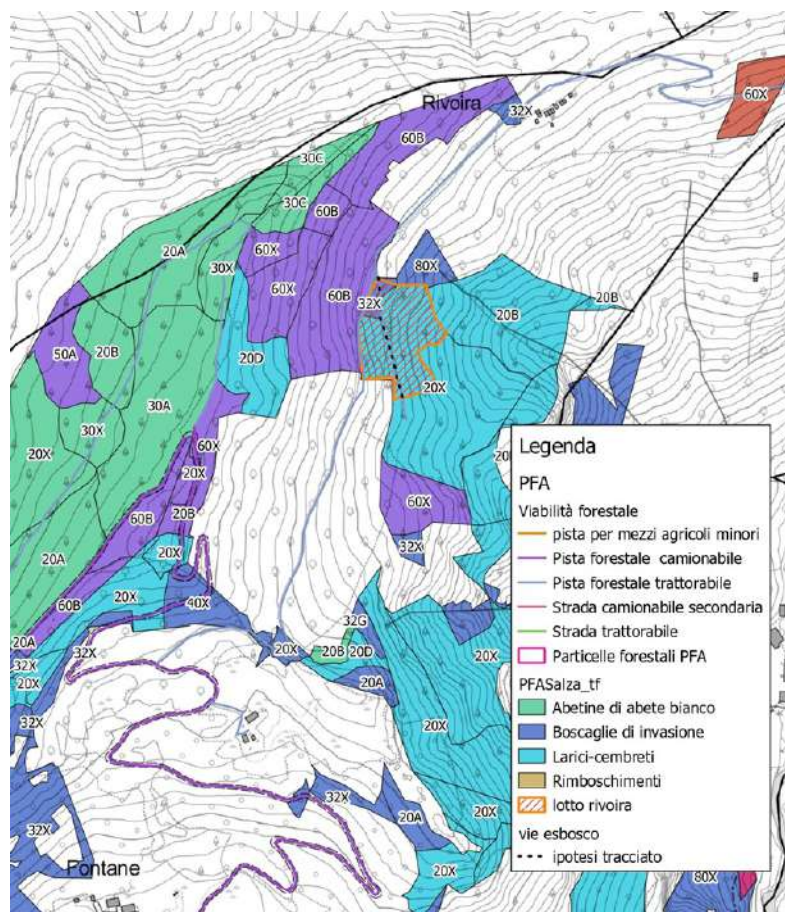 Rivoira
32X
60X
60B
30C
30C
60B
20A
60X
30X
80X
60X
60B
32X
20B
20B
50A
20B
20D
30A
20X
30X
60X
20X
20X
60B
20B
60X
20X
32X
20A
20X
40X
60B
32G
20A
32X
32X
20X
20B
20D
20X
20X
20A
32X
20X
32X
32X
20A
20X
Fontane
20X
80X
Legenda
PFA
Viabilità forestale
pista per mezzi agricoli minori
Pista forestale camionabile
Pista forestale trattorabile
Strada camionabile secondaria
Strada trattorabile
Particelle forestali PFA
PFASalza_tf
Abetine di abete bianco
Boscaglie di invasione
Larici-cembreti
Rimboschimenti
lotto rivoira
vie esbosco
ipotesi tracciato